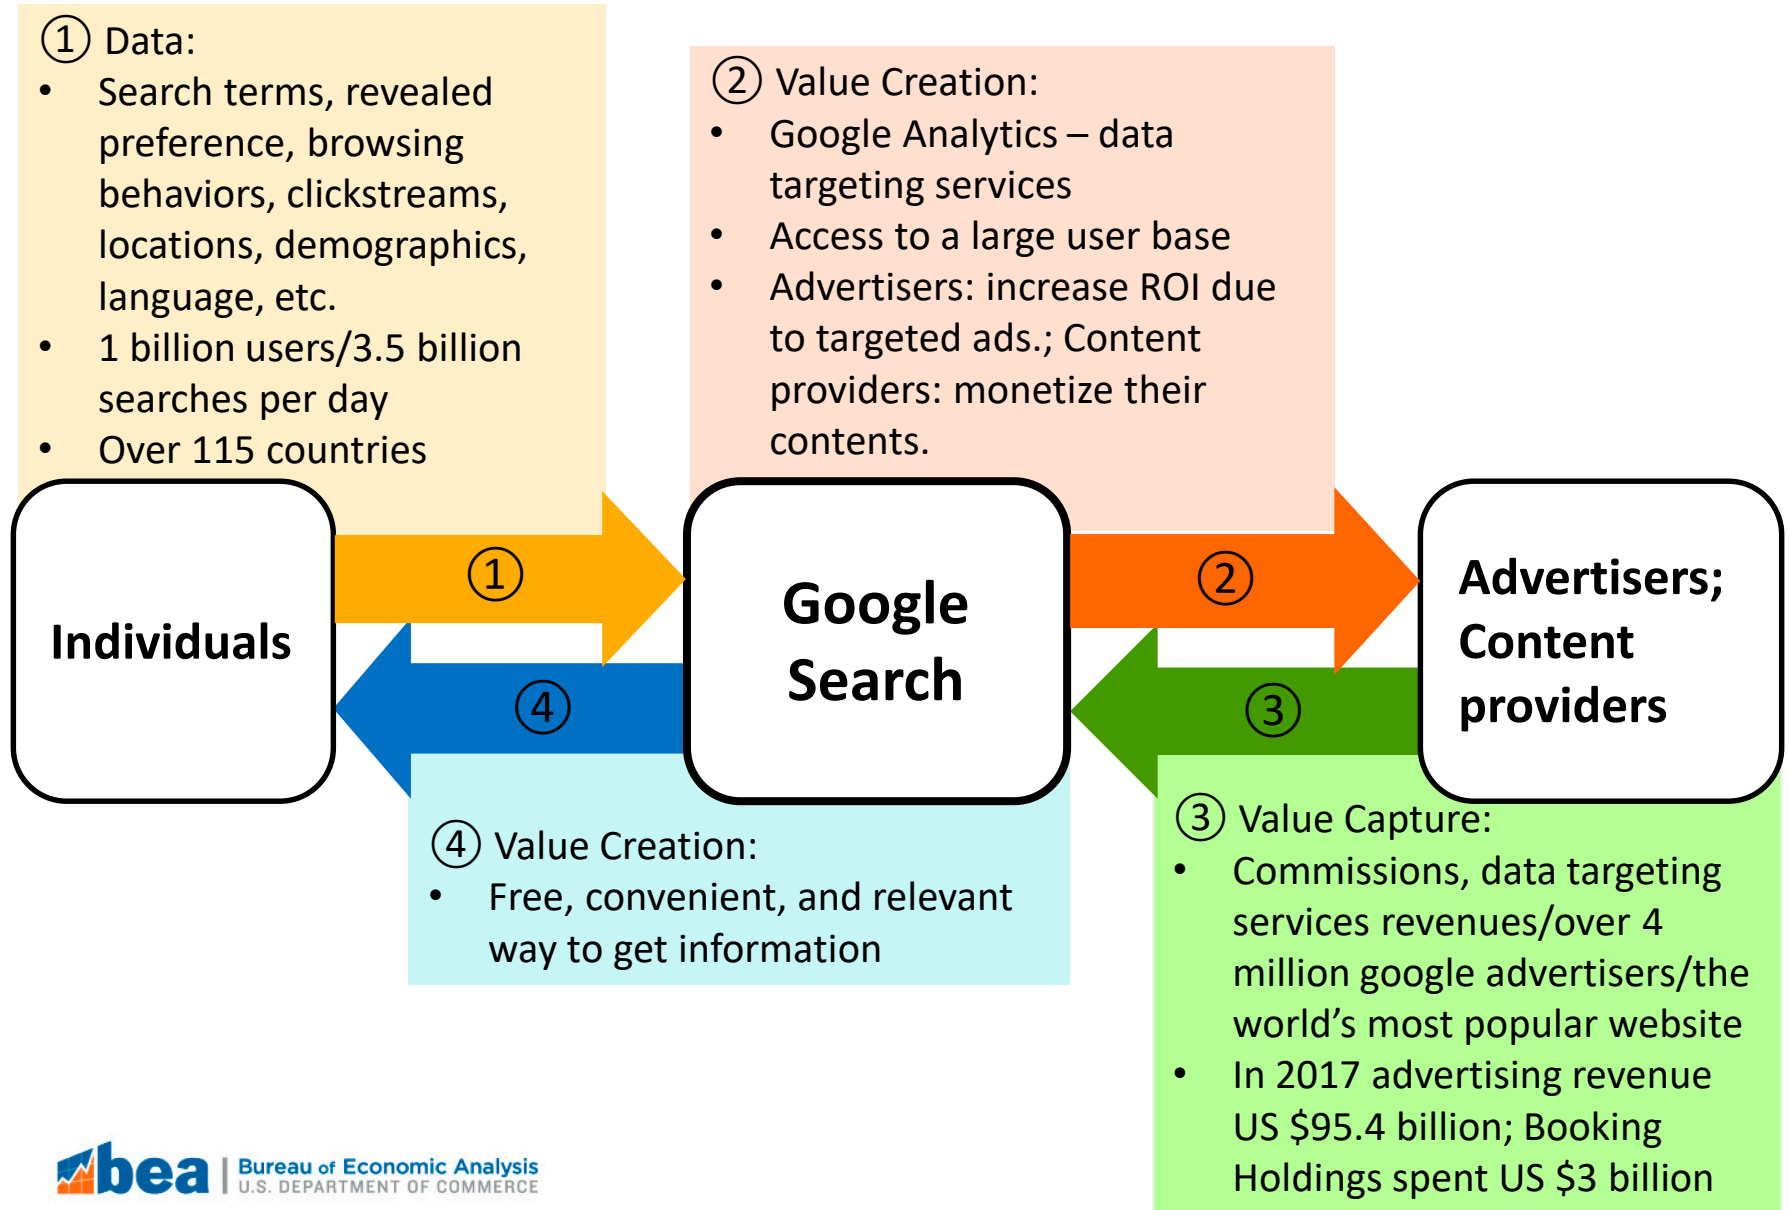 ① Data:
• Search terms, revealed
preference, browsing
behaviors, clickstreams,
locations, demographics,
language, etc.
• 1 billion users/3.5 billion
searches per day
• Over 115 countries
② Value Creation:
• Google Analytics – data
targeting services
• Access to a large user base
• Advertisers: increase ROI due
to targeted ads.; Content
providers: monetize their
contents.
Individuals
①
④
Google
Search
②
③
Advertisers;
Content
providers
④ Value Creation:
• Free, convenient, and relevant
way to get information
③ Value Capture:
• Commissions, data targeting
services revenues/over 4
million google advertisers/the
world’s most popular website
• In 2017 advertising revenue
US $95.4 billion; Booking
Holdings spent US $3 billion
bea
Bureau of Economic Analysis
U.S. DEPARTMENT OF COMMERCE